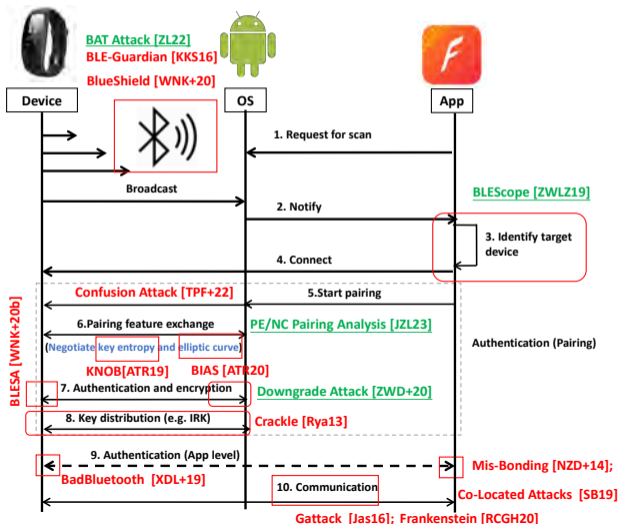 BAT Attack [ZL22]
BLE-Guardian [KKS16]
BlueShield [WNK+20]
Device
OS
App
1. Request for scan
Broadcast
2. Notify
BLEScope [ZWLZ19]
3. Identify target
device
4. Connect
Confusion Attack [TPF+22]
5.Start pairing
6.Pairing feature exchange
PE/NC Pairing Analysis [JZL23]
(Negotiate key entropy and elliptic curve)
Authentication (Pairing)
KNOB[ATR19]
BIAS [ATR20]
BLESA [WNK+20b]
7. Authentication and encryption
Downgrade Attack [ZWD+20]
8. Key distribution (e.g. IRK)
Crackle [Rya13]
9. Authentication (App level)
BadBluetooth [XDL+19]
Mis-Bonding [NZD+14];
10. Communication
Co-Located Attacks [SB19]
Gattack [Jas16]; Frankenstein [RCGH20]